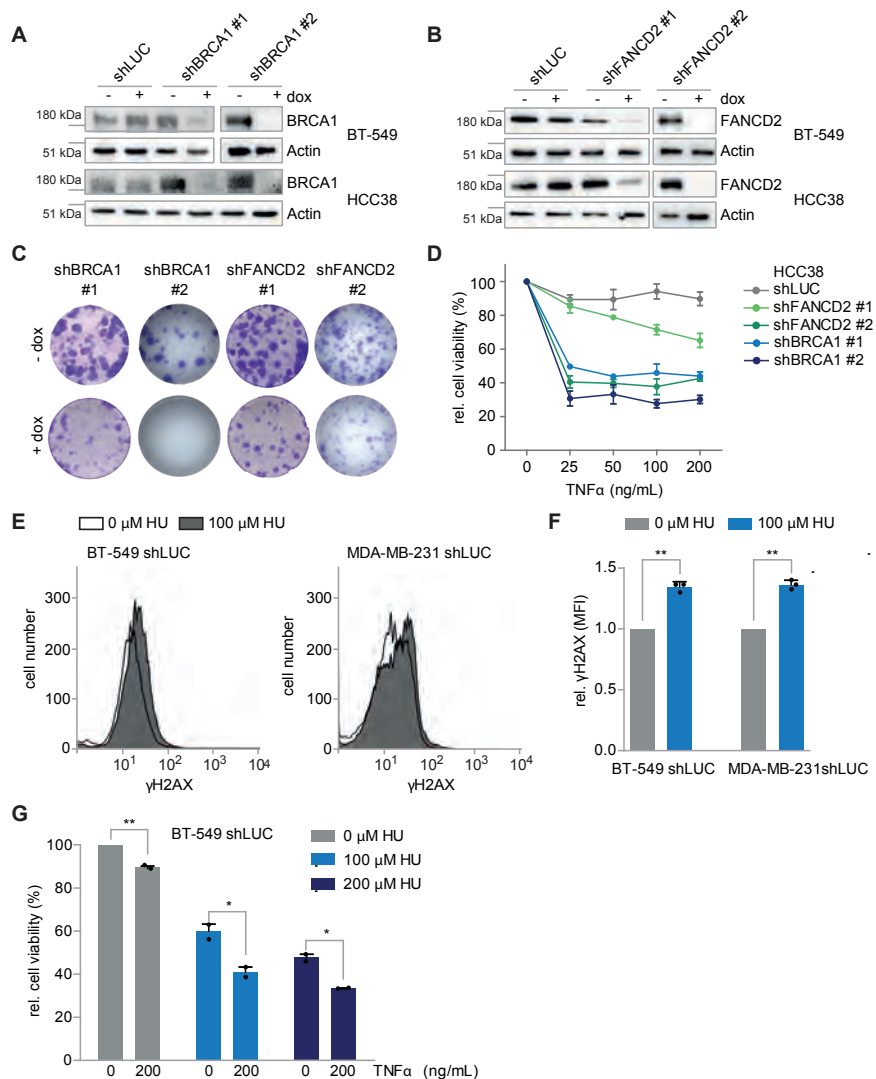 A
shLUC
shBRCA1 #1
shBRCA1 #2
- + - + - + dox
180 kDa
BRCA1
51 kDa
Actin
BT-549
180 kDa
BRCA1
51 kDa
Actin
HCC38
B
shLUC
shFANCD2 #1
shFANCD2 #2
- + - + - + dox
180 kDa
FANCD2
51 kDa
Actin
BT-549
180 kDa
FANCD2
51 kDa
Actin
HCC38
C
shBRCA1 #1
shBRCA1 #2
shFANCD2 #1
shFANCD2 #2
- dox
+ dox
D
HCC38
shLUC
shFANCD2 #1
shFANCD2 #2
shBRCA1 #1
shBRCA1 #2
rel. cell viability (%)
100
80
60
40
20
0
0 25 50 100 200
TNFα (ng/mL)
E
0 µM HU 100 µM HU
BT-549 shLUC
cell number
300
200
100
0
10¹ 10² 10³ 10⁴
γH2AX
MDA-MB-231 shLUC
cell number
300
200
100
0
10¹ 10² 10³ 10⁴
γH2AX
F
0 µM HU 100 µM HU
** **
rel. γH2AX (MFI)
1.5
1.0
0.5
0.0
BT-549 shLUC MDA-MB-231shLUC
G
BT-549 shLUC
0 µM HU
100 µM HU
200 µM HU
** * *
rel. cell viability (%)
100
80
60
40
20
0
0 200 0 200 0 200 TNFα (ng/mL)